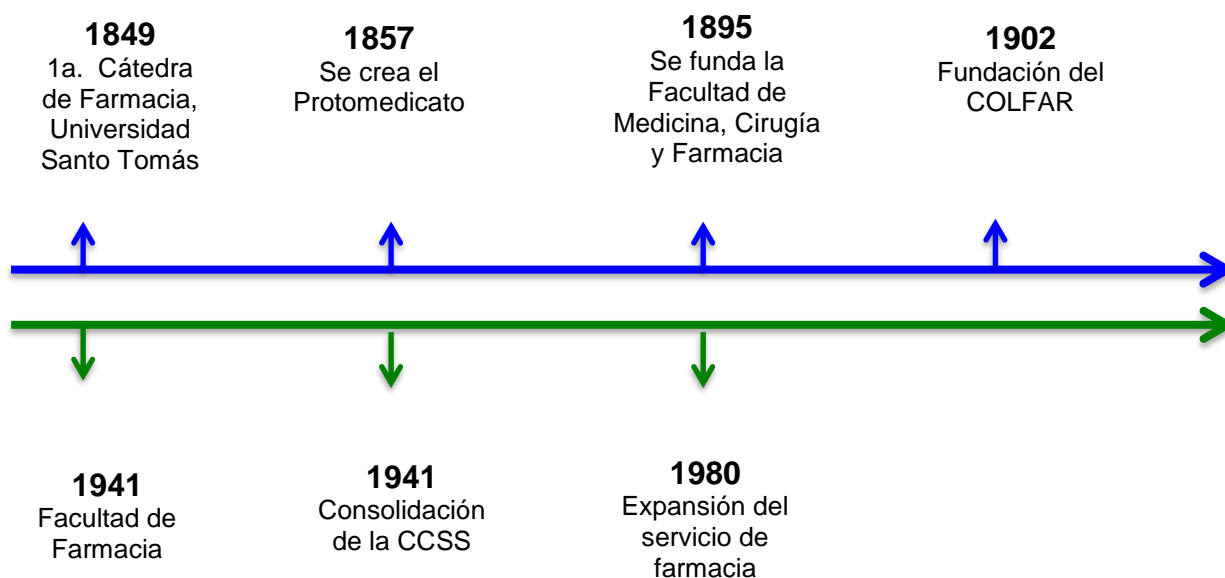 1849
1a. Cátedra
de Farmacia,
Universidad
Santo Tomás
1857
Se crea el
Protomedicato
1895
Se funda la
Facultad de
Medicina, Cirugía
y Farmacia
1902
Fundación del
COLFAR
1941
Facultad de
Farmacia
1941
Consolidación
de la CCSS
1980
Expansión del
servicio de
farmacia